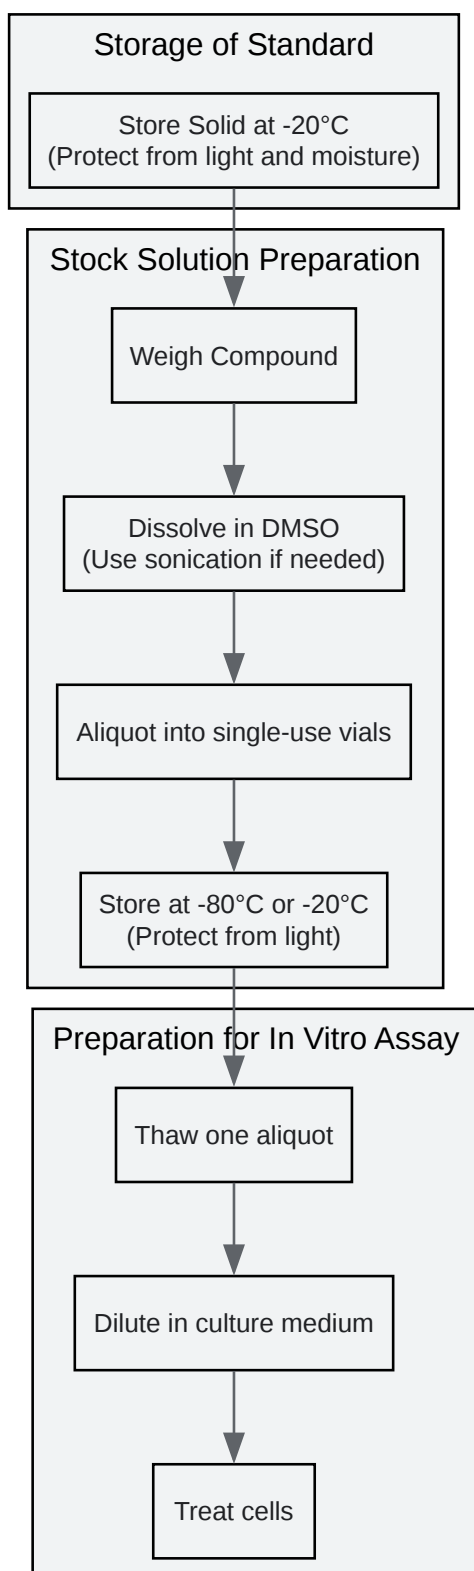 Storage of Standard
Store Solid at -20°C
(Protect from light and moisture)
Stock Solution Preparation
Weigh Compound
Dissolve in DMSO
(Use sonication if needed)
Aliquot into single-use vials
Store at -80°C or -20°C
(Protect from light)
Preparation for In Vitro Assay
Thaw one aliquot
Dilute in culture medium
Treat cells